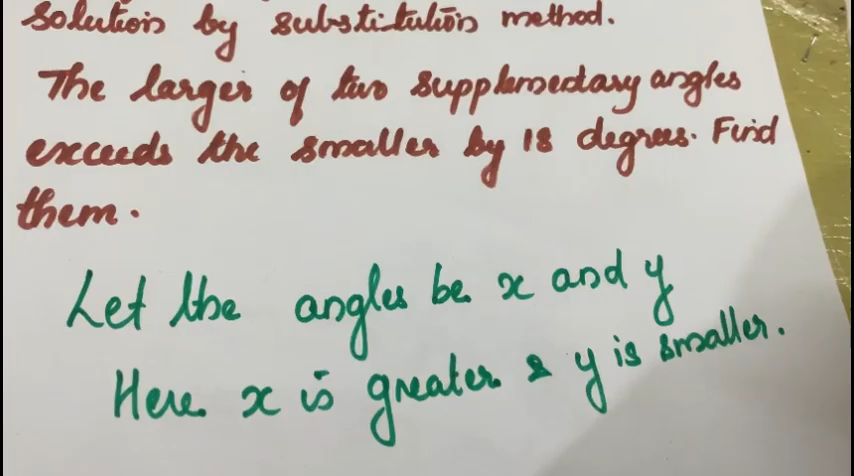 solution by substitution method.
The larger of two supplementary angles
exceeds the smaller by 18 degrees. Find
them.
Let the angles be x and y
Here x is greater & y is smaller.